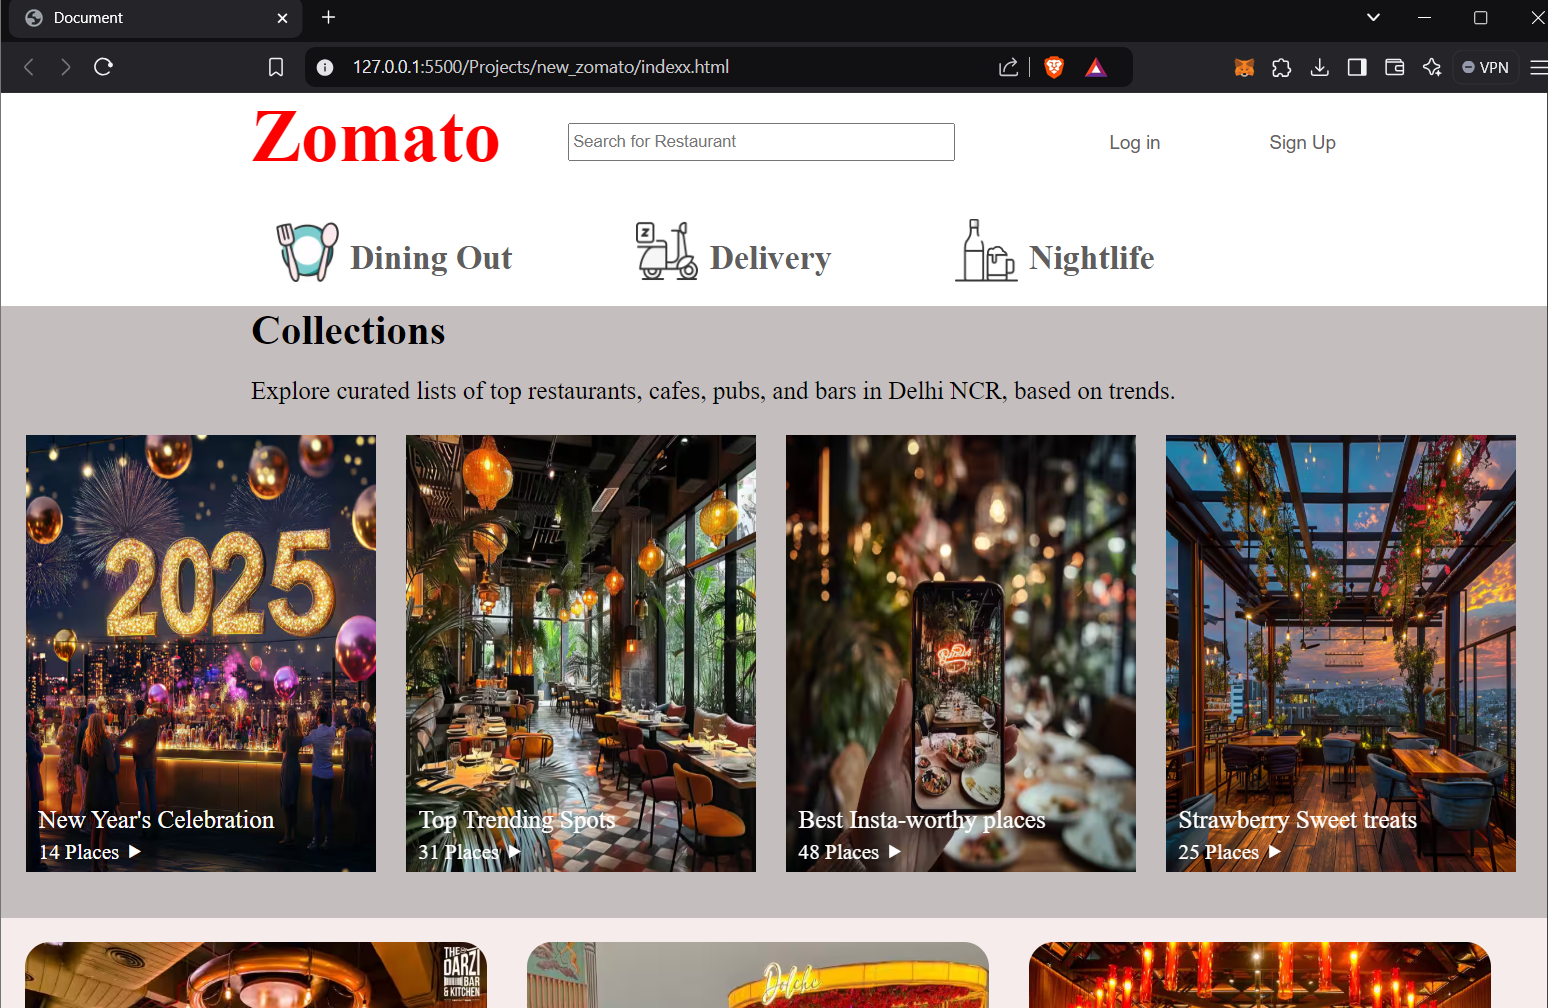 Document
127.0.0.1:5500/Projects/new_zomato/indexx.html
VPN
Zomato
Search for Restaurant
Log in
Sign Up
Dining Out
Z
Delivery
Nightlife
Collections
Explore curated lists of top restaurants, cafes, pubs, and bars in Delhi NCR, based on trends.
2025
New Year's Celebration
14 Places
Top Trending Spots
31 Places
Best Insta-worthy places
48 Places
Strawberry Sweet treats
25 Places
THE
DARZI
BAR
& KITCHEN
Dolche